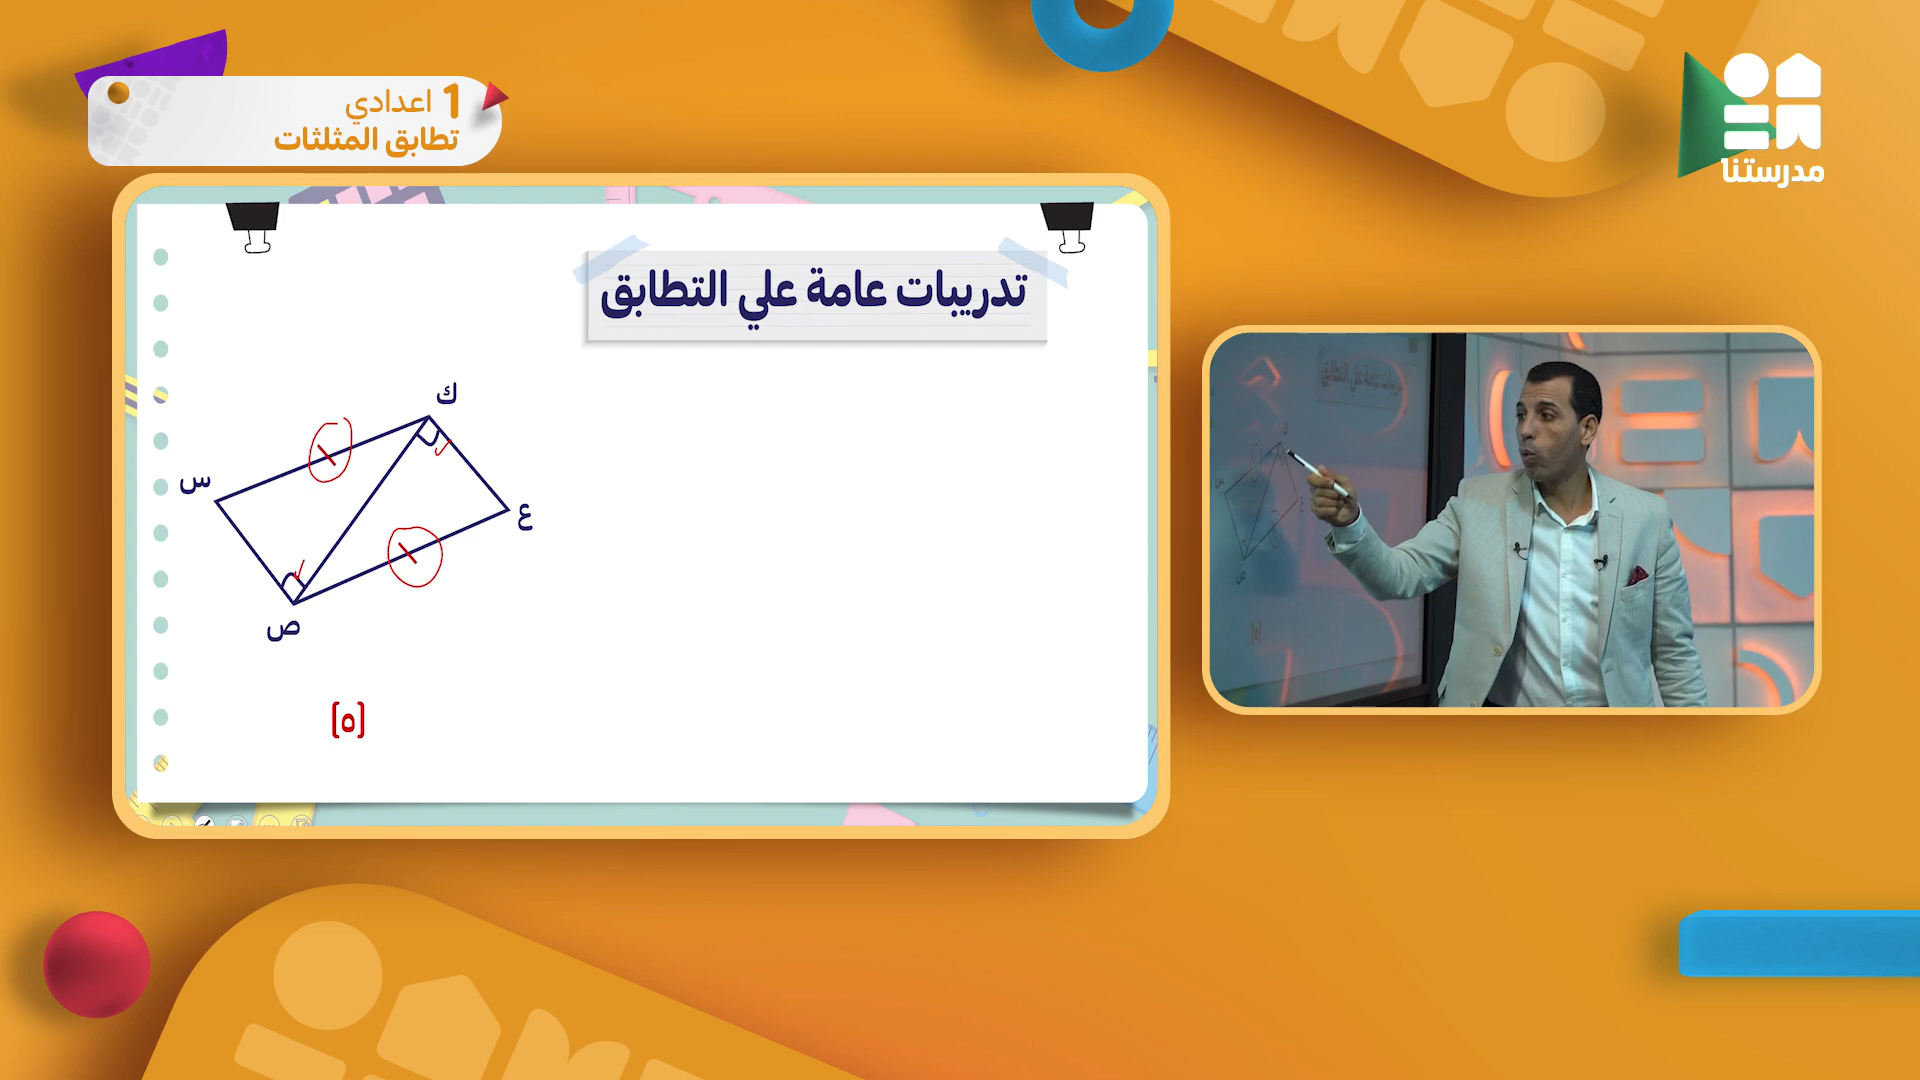 1 اعدادي
تطابق المثلثات
مدرستنا
تدريبات عامة علي التطابق
ك
س
ع
ص
[٥]